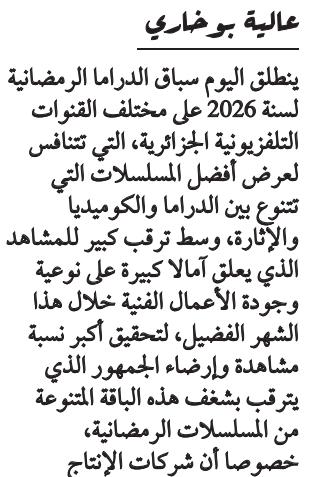 عالية بوخاري
ينطلق اليوم سباق الدراما الرمضانية
لسنة 2026 على مختلف القنوات
التلفزيونية الجزائرية، التي تتنافس
لعرض أفضل المسلسلات التي
تتنوع بين الدراما والكوميديا
والإثارة، وسط ترقب كبير للمشاهد
الذي يعلق آمالا كبيرة على نوعية
وجودة الأعمال الفنية خلال هذا
الشهر الفضيل، لتحقيق أكبر نسبة
مشاهدة وإرضاء الجمهور الذي
يترقب بشغف هذه الباقة المتنوعة
من المسلسلات الرمضانية،
خصوصا أن شركات الإنتاج